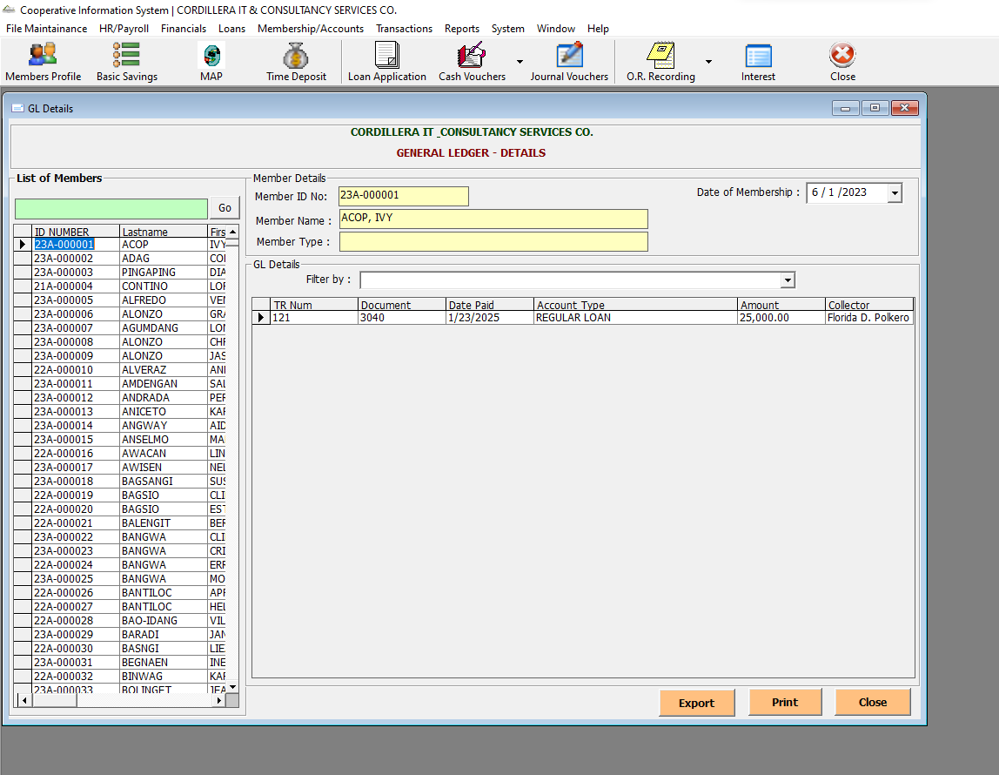 Cooperative Information System | CORDILLERA IT & CONSULTANCY SERVICES CO.
File Maintainance HR/Payroll Financials Loans Membership/Accounts Transactions Reports System Window Help
Members Profile Basic Savings MAP Time Deposit Loan Application Cash Vouchers Journal Vouchers O.R. Recording Interest Close
GL Details
CORDILLERA IT _CONSULTANCY SERVICES CO.
GENERAL LEDGER - DETAILS
List of Members
Go
ID NUMBER Lastname Firs
23A-000001 ACOP IVY
23A-000002 ADAG COI
23A-000003 PINGAPING DIA
21A-000004 CONTINO LOF
23A-000005 ALFREDO VEN
23A-000006 ALONZO GRA
23A-000007 AGUMDANG LON
23A-000008 ALONZO CHF
23A-000009 ALONZO JAS
22A-000010 ALVERAZ ANI
23A-000011 AMDENGAN SAL
23A-000012 ANDRADA PEF
23A-000013 ANICETO KAF
23A-000014 ANGWAY AID
23A-000015 ANSELMO MA
22A-000016 AWACAN LIN
23A-000017 AWISEN NEL
23A-000018 BAGSANGI SUS
22A-000019 BAGSIO CLI
22A-000020 BAGSIO EST
22A-000021 BALENGIT BEF
23A-000022 BANGWA CLI
23A-000023 BANGWA CRI
22A-000024 BANGWA ERF
23A-000025 BANGWA MO
22A-000026 BANTILOC APF
22A-000027 BANTILOC HEL
22A-000028 BAO-IDANG VIL
23A-000029 BARADI JAN
22A-000030 BASNGI LIE
23A-000031 BEGNAEN INE
22A-000032 BINWAG KAF
23A-000033 BOLINGET JFA
Member Details
Member ID No: 23A-000001
Date of Membership : 6 / 1 /2023
Member Name : ACOP, IVY
Member Type :
GL Details
Filter by :
TR Num Document Date Paid Account Type Amount Collector
121 3040 1/23/2025 REGULAR LOAN 25,000.00 Florida D. Polkero
Export Print Close